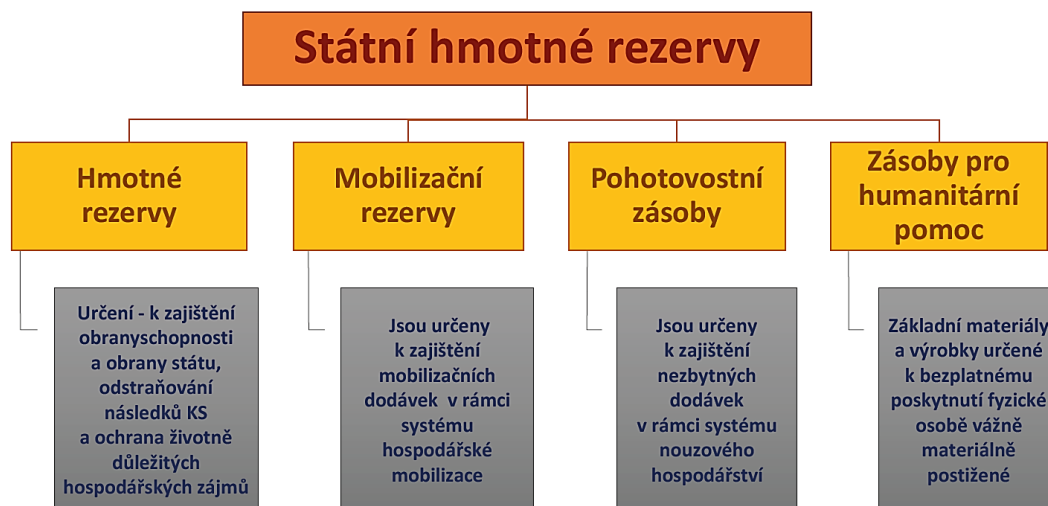 Státní hmotné rezervy
Hmotné
rezervy
Mobilizační
rezervy
Pohotovostní
zásoby
Zásoby pro
humanitární
pomoc
Určení - k zajištění
obranyschopnosti
a obrany státu,
odstraňování
následků KS
a ochrana životně
důležitých
hospodářských zájmů
Jsou určeny
k zajištění
mobilizačních
dodávek v rámci
systému
hospodářské
mobilizace
Jsou určeny
k zajištění
nezbytných
dodávek
v rámci systému
nouzového
hospodářství
Základní materiály
a výrobky určené
k bezplatnému
poskytnutí fyzické
osobě vážně
materiálně
postižené